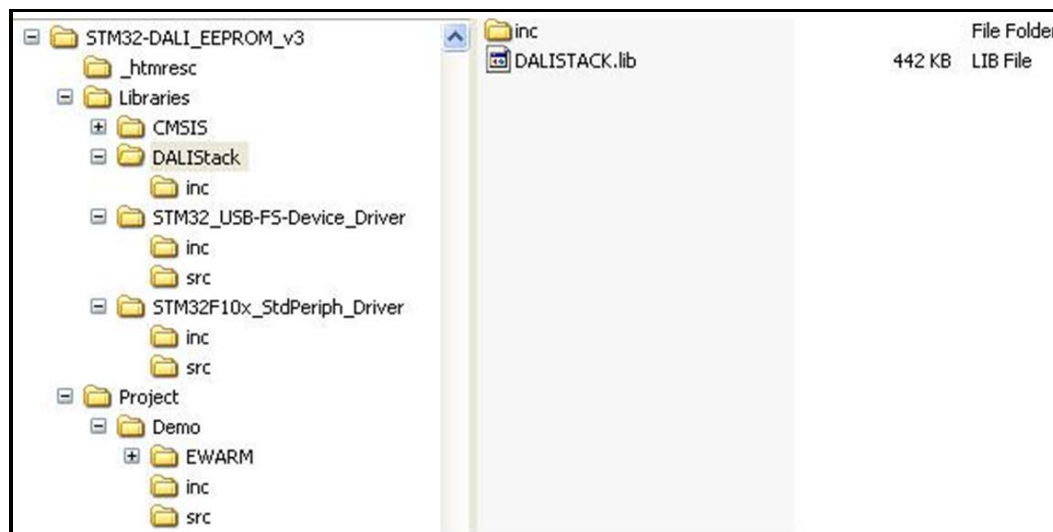 STM32-DALI_EEPROM_v3
_htmresc
Libraries
CMSIS
DALIStack
inc
STM32_USB-FS-Device_Driver
inc
src
STM32F10x_StdPeriph_Driver
inc
src
Project
Demo
EWARM
inc
src
inc File Folder
DALISTACK.lib 442 KB LIB File